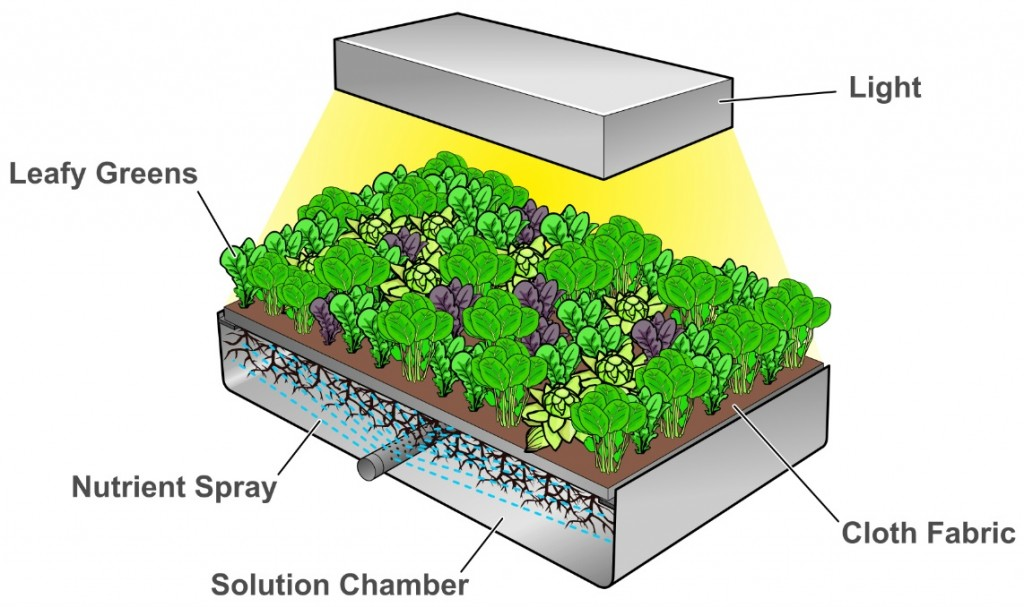 Light
Leafy Greens
Nutrient Spray
Cloth Fabric
Solution Chamber